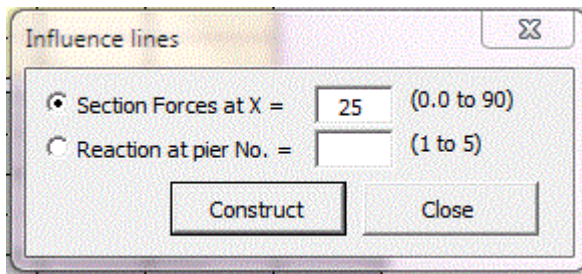 Influence lines
Section Forces at X = 25 (0.0 to 90)
Reaction at pier No. = (1 to 5)
Construct Close